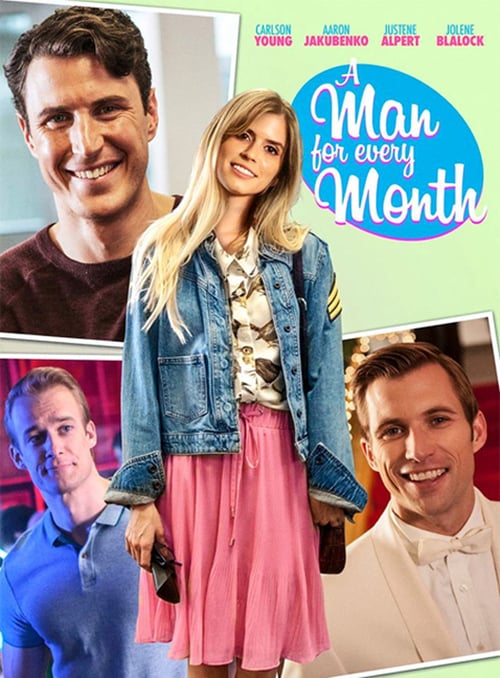 CARLSON YOUNG
AARON JAKUBENKO
JUSTENE ALPERT
JOLENE BLALOCK
A
Man
for every
Month